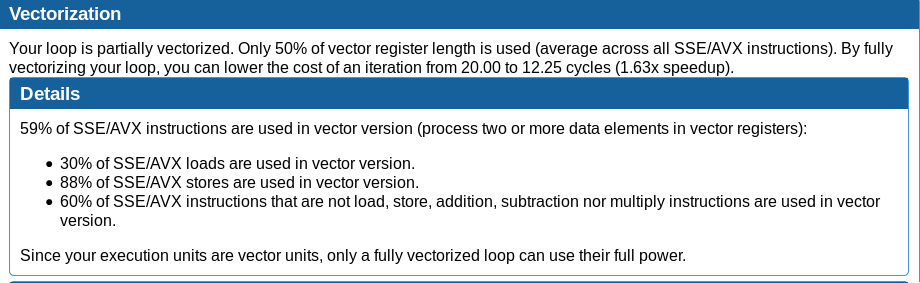 Vectorization
Your loop is partially vectorized. Only 50% of vector register length is used (average across all SSE/AVX instructions). By fully
vectorizing your loop, you can lower the cost of an iteration from 20.00 to 12.25 cycles (1.63x speedup).
Details
59% of SSE/AVX instructions are used in vector version (process two or more data elements in vector registers):
• 30% of SSE/AVX loads are used in vector version.
• 88% of SSE/AVX stores are used in vector version.
• 60% of SSE/AVX instructions that are not load, store, addition, subtraction nor multiply instructions are used in vector
version.
Since your execution units are vector units, only a fully vectorized loop can use their full power.